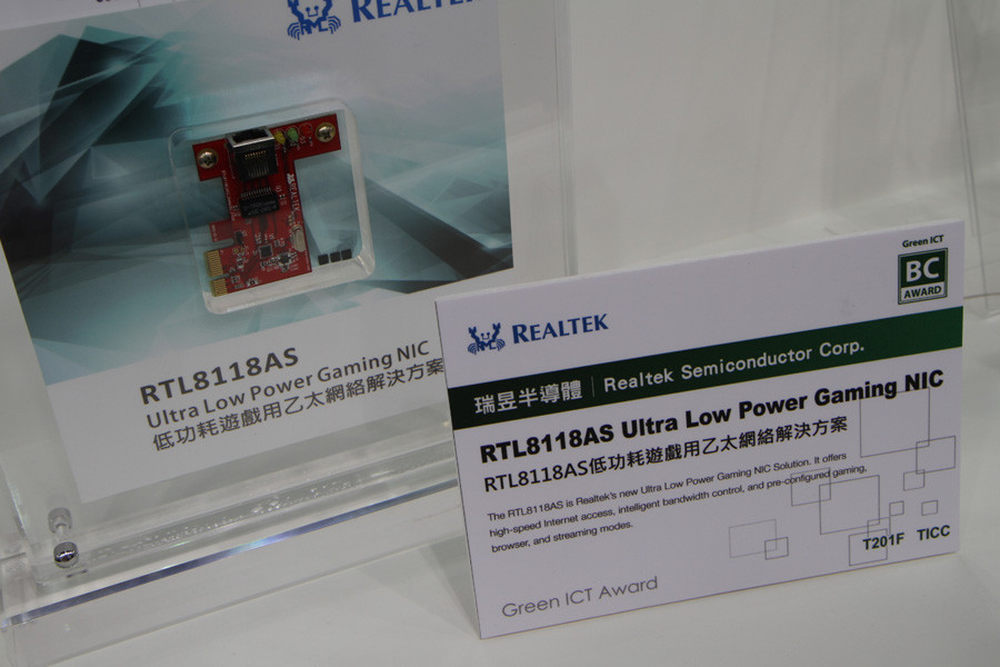 REALTEK
RTL8118AS
Ultra Low Power Gaming NIC
低功耗遊戲用乙太網絡解決方案
Green ICT
BC
AWARD
REALTEK
瑞昱半導體 | Realtek Semiconductor Corp.
RTL8118AS Ultra Low Power Gaming NIC
RTL8118AS低功耗遊戲用乙太網絡解決方案
The RTL8118AS is Realtek's new Ultra Low Power Gaming NIC Solution. It offers
high-speed Internet access, intelligent bandwidth control, and pre-configured gaming,
browser, and streaming modes.
T201F TICC
Green ICT Award